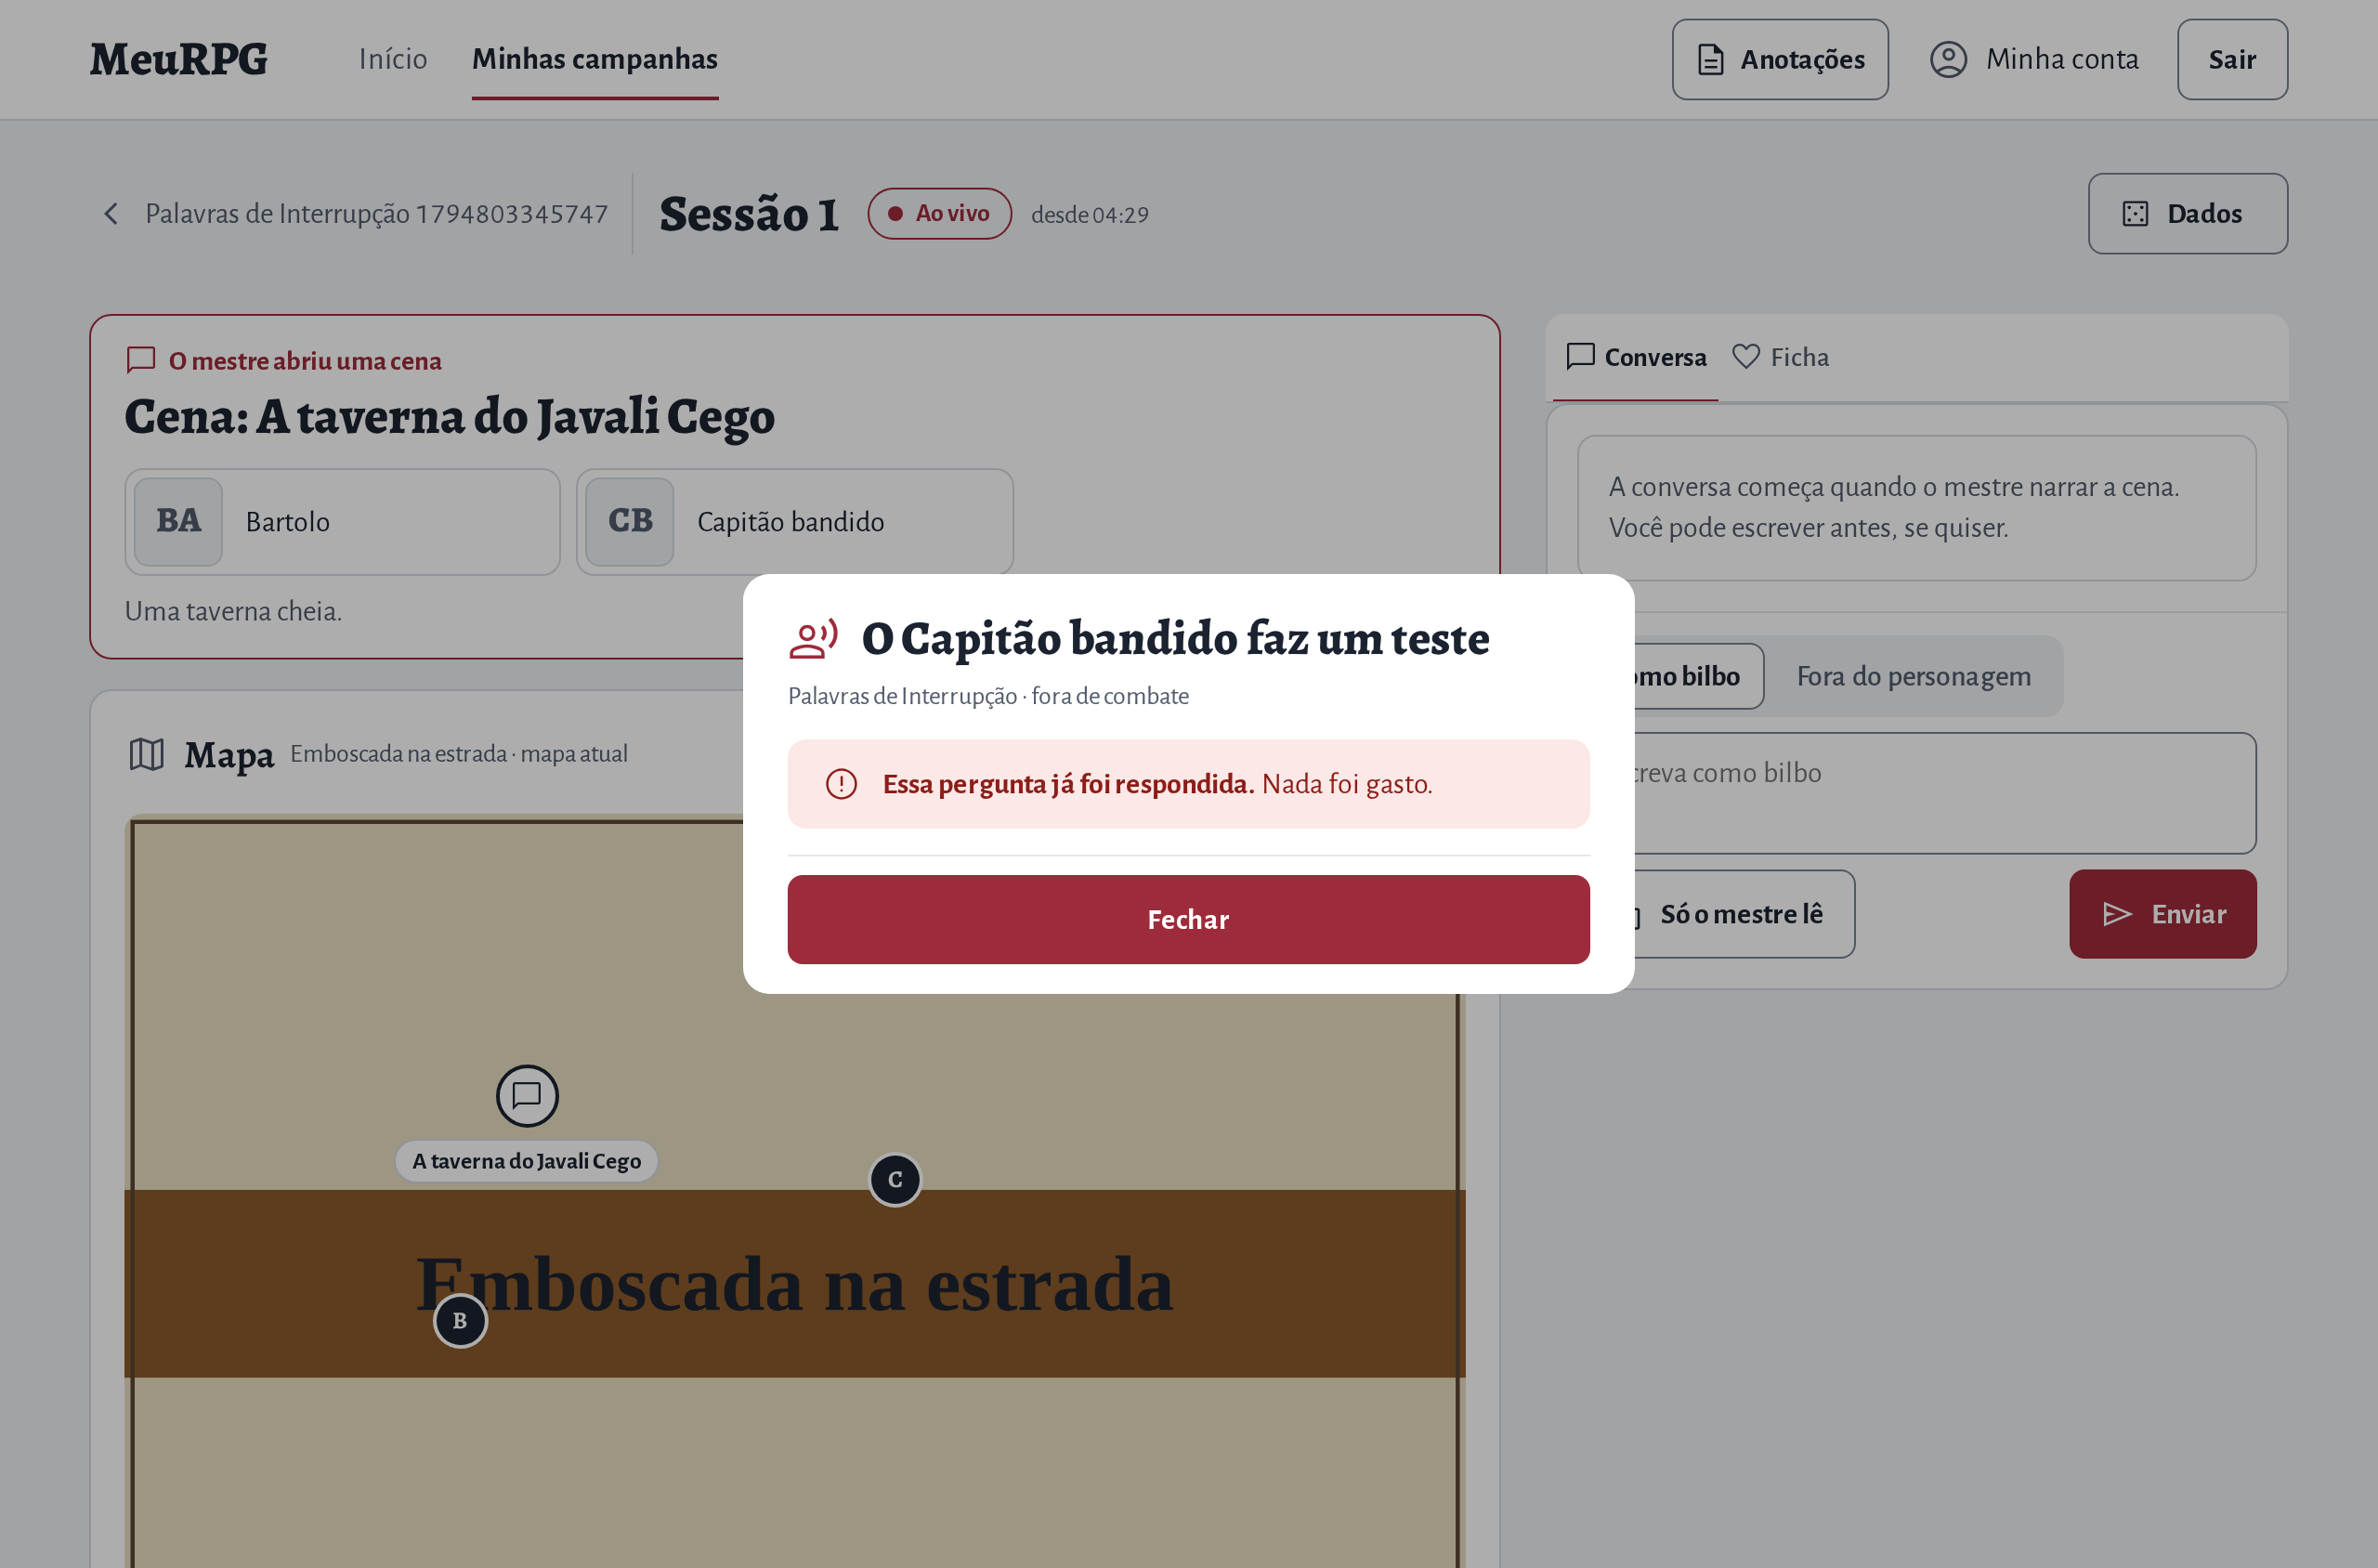 MeuRPG
Início
Minhas campanhas
Anotações
Minha conta
Sair
Palavras de Interrupção 1794803345747
Sessão 1
Ao vivo
desde 04:29
Dados
O mestre abriu uma cena
Cena: A taverna do Javali Cego
BA
Bartolo
CB
Capitão bandido
Uma taverna cheia.
Conversa
Ficha
A conversa começa quando o mestre narrar a cena.
Você pode escrever antes, se quiser.
O Capitão bandido faz um teste
Palavras de Interrupção · fora de combate
Essa pergunta já foi respondida. Nada foi gasto.
Fechar
bilbo
Fora do personagem
como bilbo
Só o mestre lê
Enviar
Mapa
Emboscada na estrada · mapa atual
A taverna do Javali Cego
C
Emboscada na estrada
B